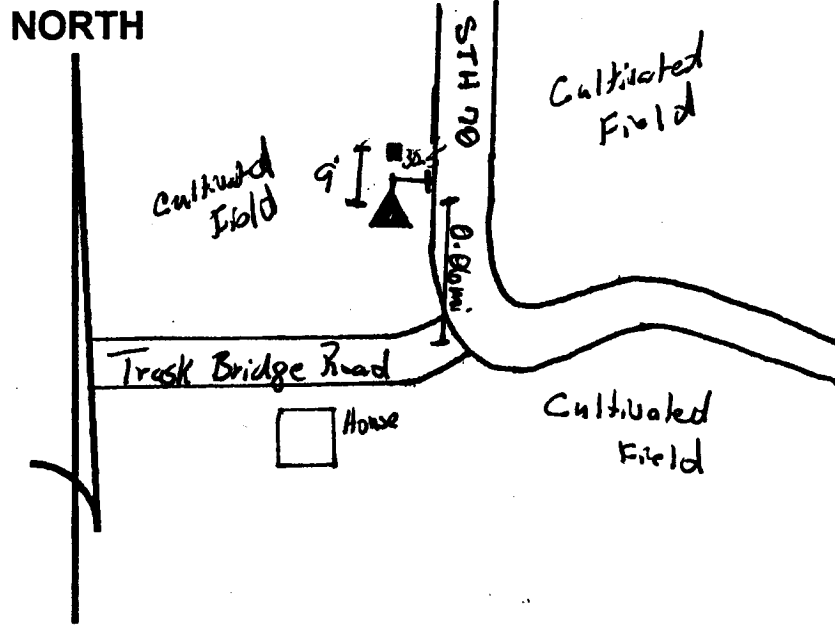 NORTH
STH 70
Cultivated
Field
9'
Cultivated
Field
0.06mi
Trask Bridge Road
House
Cultivated
Field